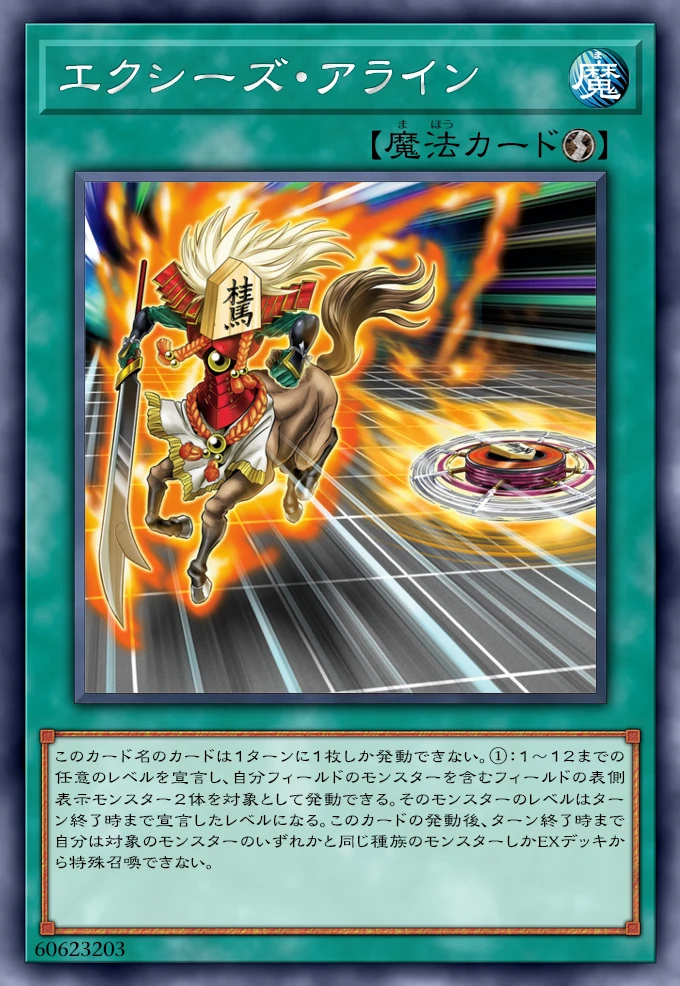 エクシーズ・アライン
魔
ま
ま ほう
【魔法カード】
桂馬
このカード名のカードは1ターンに1枚しか発動できない。①：1～12までの
任意のレベルを宣言し、自分フィールドのモンスターを含むフィールドの表側
表示モンスター2体を対象として発動できる。そのモンスターのレベルはター
ン終了時まで宣言したレベルになる。このカードの発動後、ターン終了時まで
自分は対象のモンスターのいずれかと同じ種族のモンスターしかEXデッキか
ら特殊召喚できない。
60623203